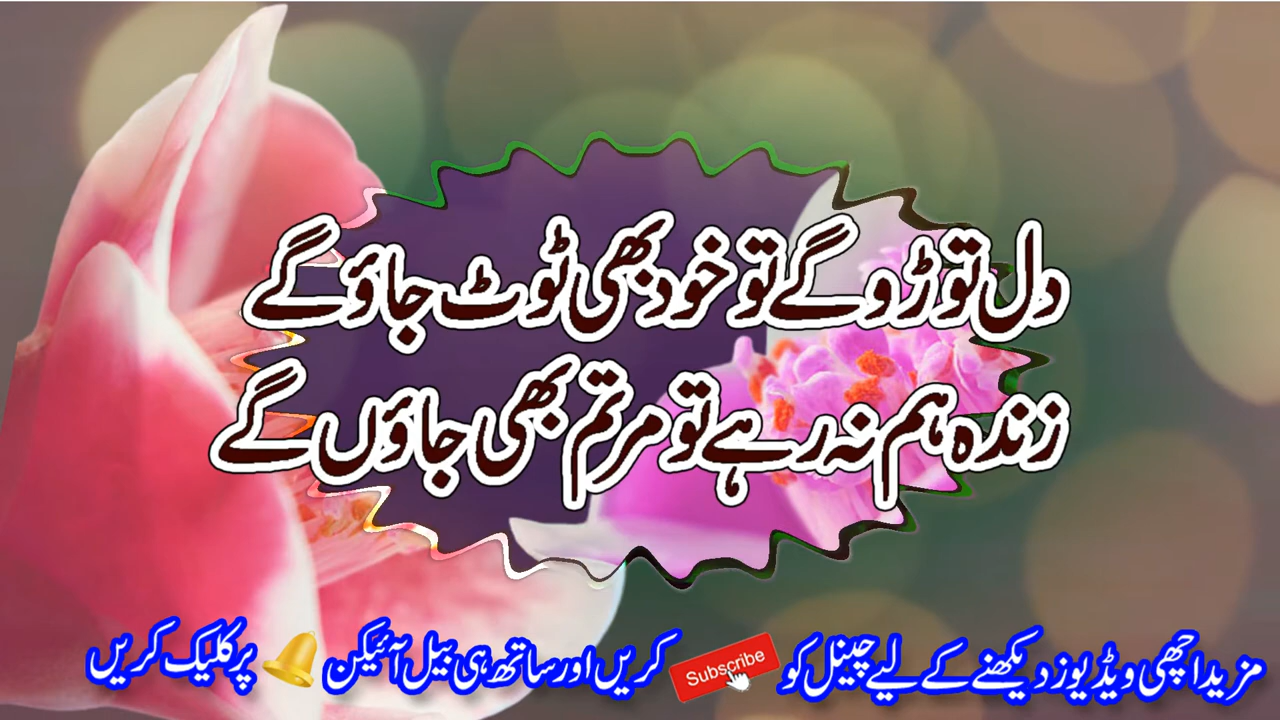 دل توڑو گے تو خود بھی ٹوٹ جاؤ گے
زندہ ہم نہ رہے تو مر تم بھی جاؤں گے
مزید اچھی ویڈیوز دیکھنے کے لیے چینل کو Subscribe کریں اور ساتھ ہی بیل آئیکن پر کلیک کریں